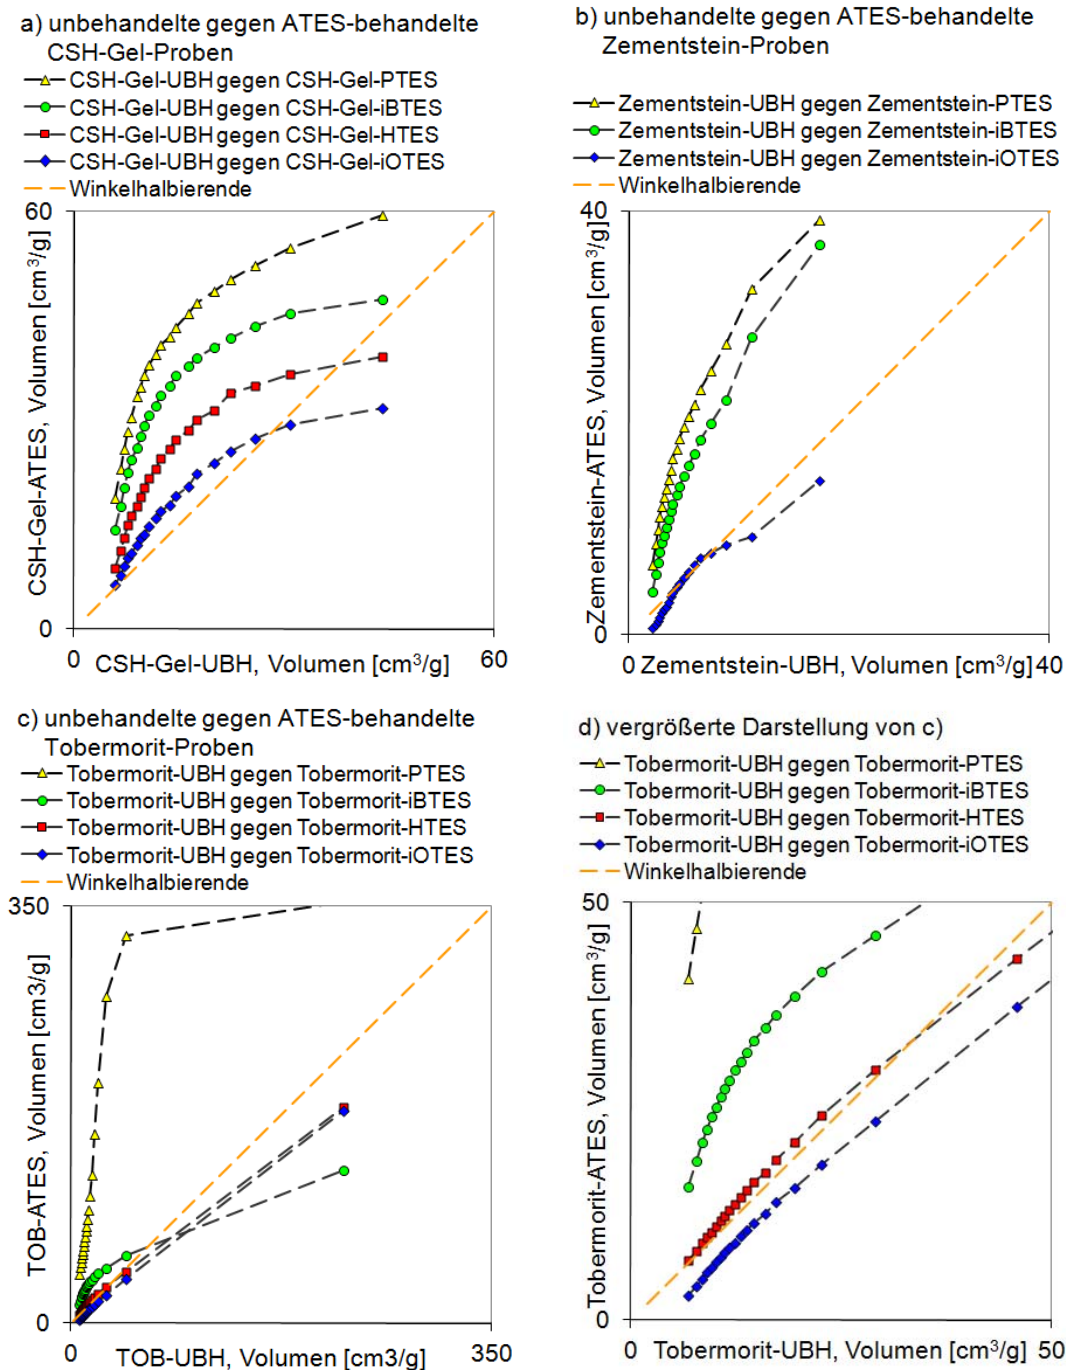 a) unbehandelte gegen ATES-behandelte
CSH-Gel-Proben
CSH-Gel-UBH gegen CSH-Gel-PTES
CSH-Gel-UBH gegen CSH-Gel-iBTES
CSH-Gel-UBH gegen CSH-Gel-HTES
CSH-Gel-UBH gegen CSH-Gel-iOTES
Winkelhalbierende
60
CSH-Gel-ATES, Volumen [cm³/g]
0
0
CSH-Gel-UBH, Volumen [cm³/g]
60
b) unbehandelte gegen ATES-behandelte
Zementstein-Proben
Zementstein-UBH gegen Zementstein-PTES
Zementstein-UBH gegen Zementstein-iBTES
Zementstein-UBH gegen Zementstein-iOTES
Winkelhalbierende
40
Zementstein-ATES, Volumen [cm³/g]
0
0
Zementstein-UBH, Volumen [cm³/g]
40
c) unbehandelte gegen ATES-behandelte
Tobermorit-Proben
Tobermorit-UBH gegen Tobermorit-PTES
Tobermorit-UBH gegen Tobermorit-iBTES
Tobermorit-UBH gegen Tobermorit-HTES
Tobermorit-UBH gegen Tobermorit-iOTES
Winkelhalbierende
350
TOB-ATES, Volumen [cm3/g]
0
0
TOB-UBH, Volumen [cm3/g]
350
d) vergrößerte Darstellung von c)
Tobermorit-UBH gegen Tobermorit-PTES
Tobermorit-UBH gegen Tobermorit-iBTES
Tobermorit-UBH gegen Tobermorit-HTES
Tobermorit-UBH gegen Tobermorit-iOTES
Winkelhalbierende
50
Tobermorit-ATES, Volumen [cm³/g]
0
0
Tobermorit-UBH, Volumen [cm³/g]
50